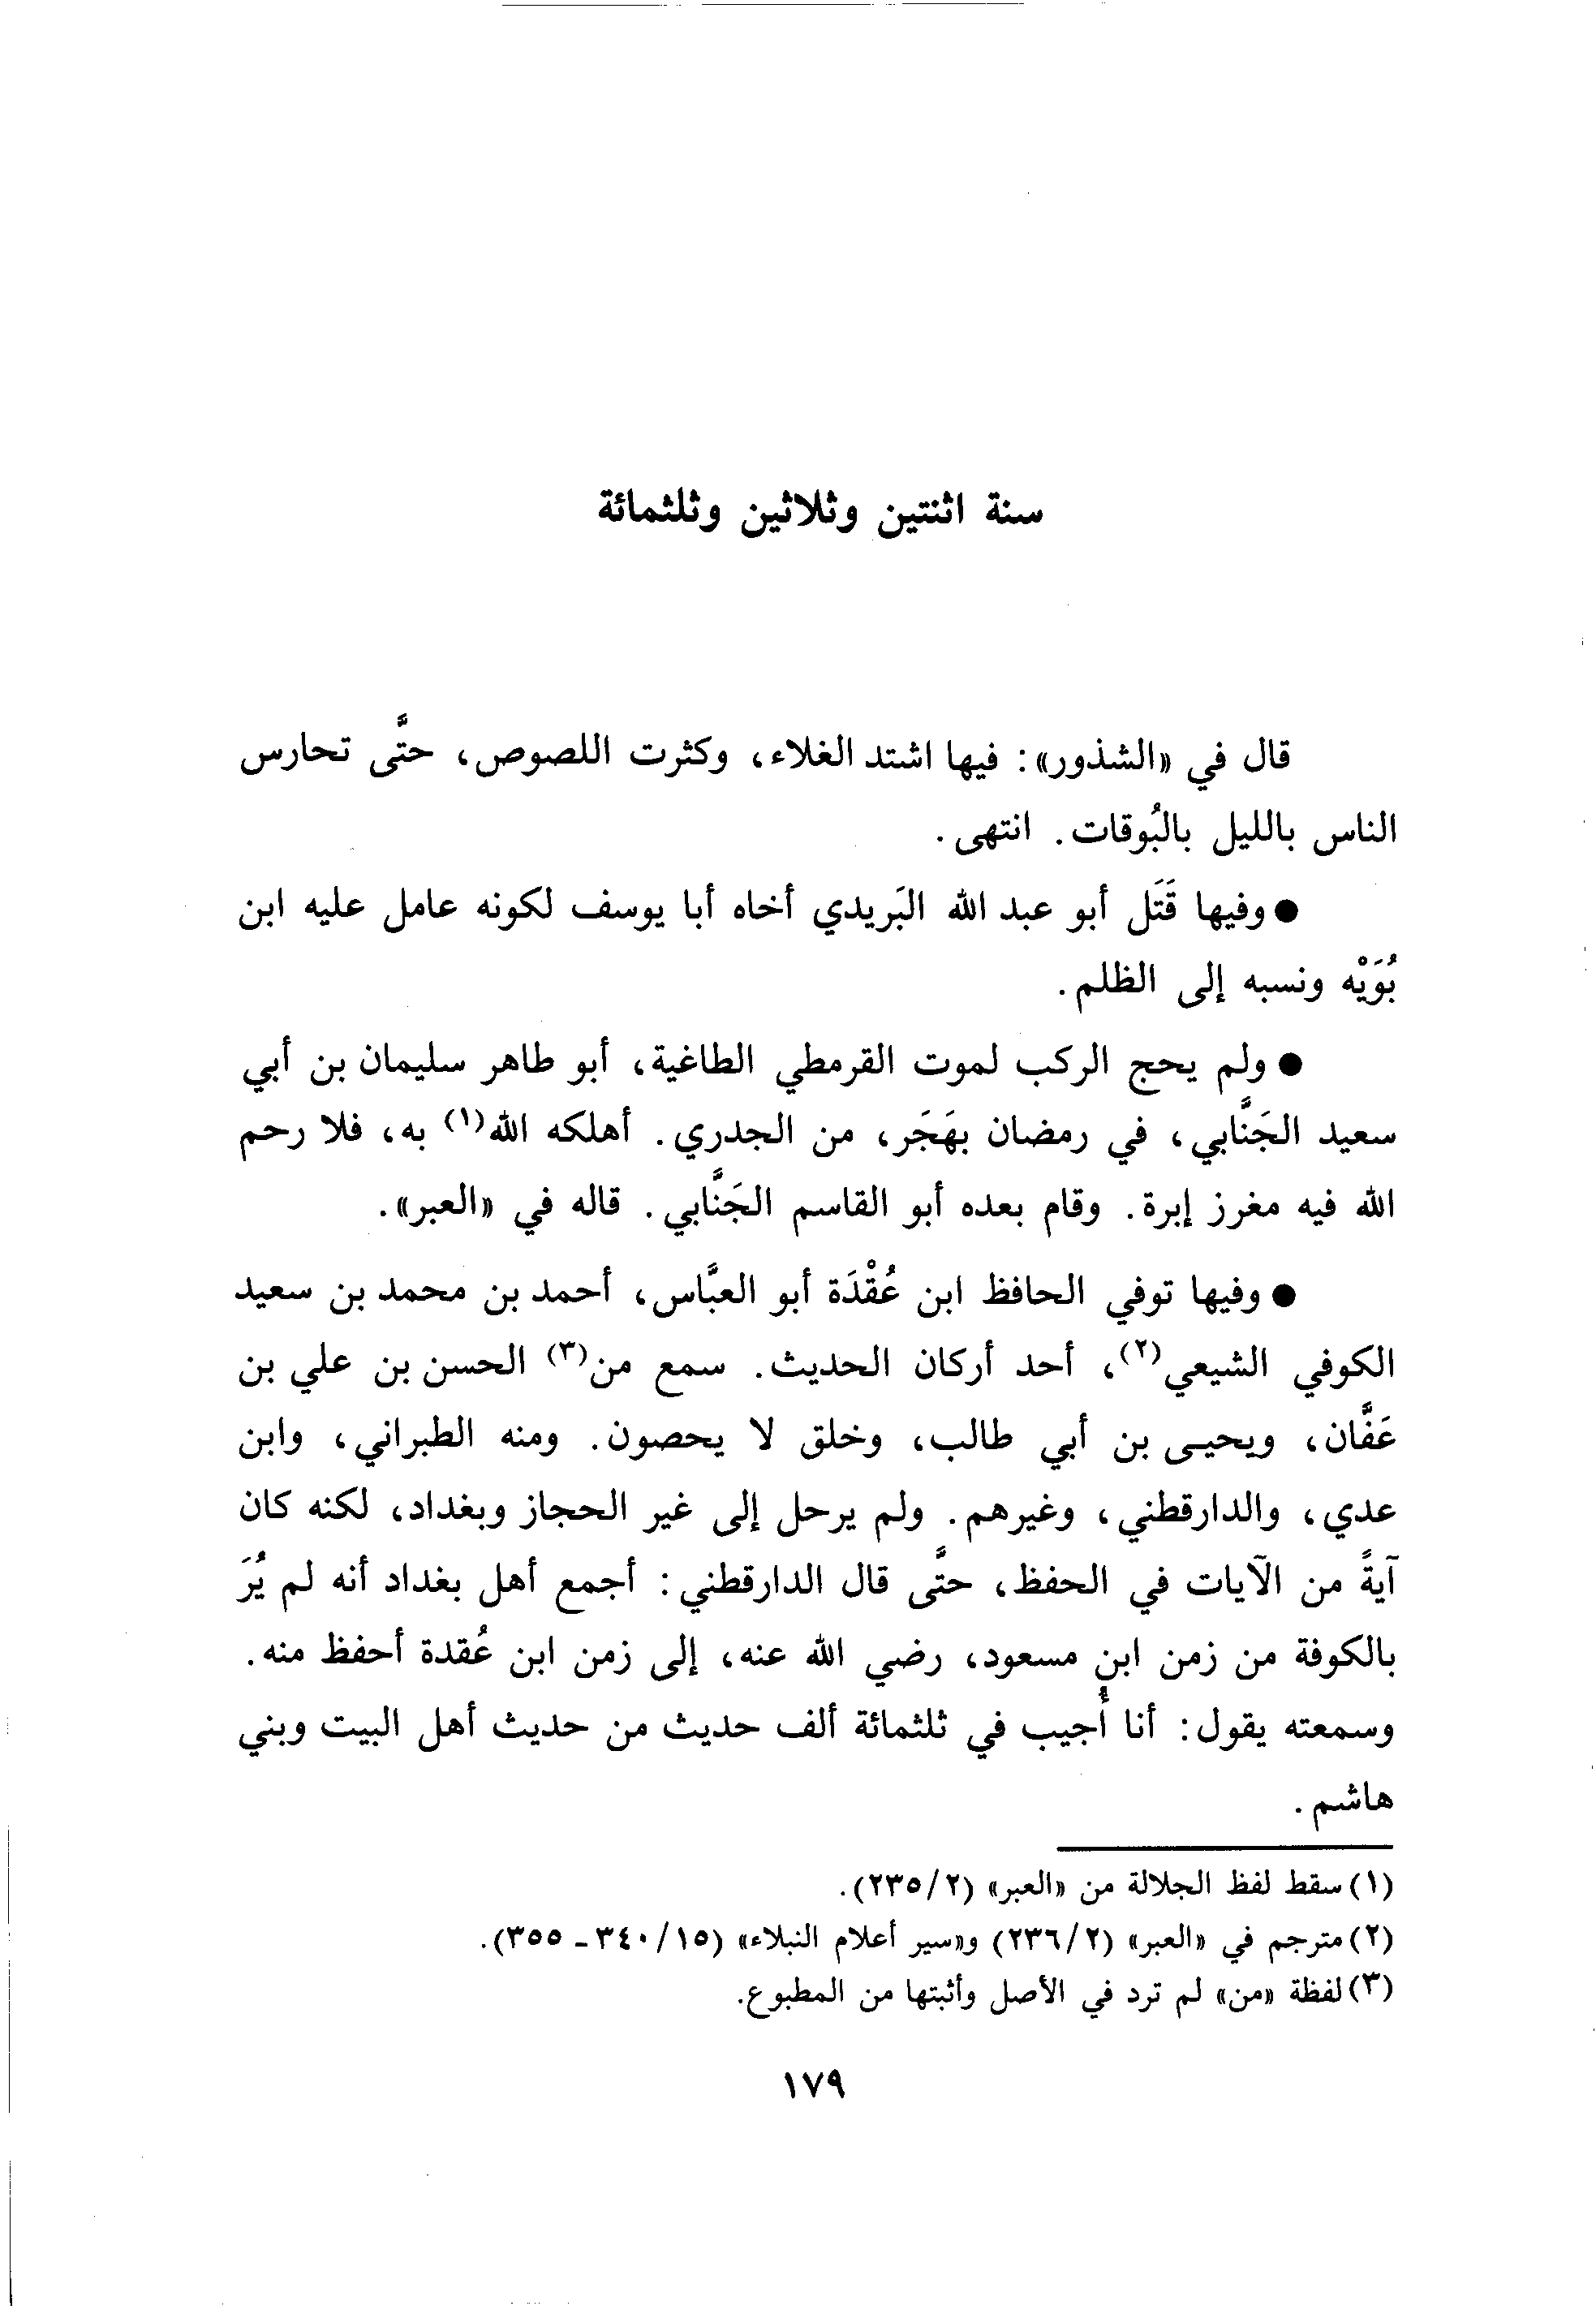 سنة اثنتين وثلاثين وثلثمائة
قال في «الشذور»: فيها اشتد الغلاء، وكثرت اللصوص، حتَّى تحارس
الناس بالليل بالبُوقات. انتهى.
● وفيها قَتَل أبو عبد الله البَريدي أخاه أبا يوسف لكونه عامل عليه ابن
بُوَيْه ونسبه إلى الظلم.
● ولم يحج الركب لموت القرمطي الطاغية، أبو طاهر سليمان بن أبي
سعيد الجَنَّابي، في رمضان بهَجَر، من الجدري. أهلكه الله(١) به، فلا رحم
الله فيه مغرز إبرة. وقام بعده أبو القاسم الجَنَّابي. قاله في «العبر».
● وفيها توفي الحافظ ابن عُقْدَة أبو العبَّاس، أحمد بن محمد بن سعيد
الكوفي الشيعي(٢)، أحد أركان الحديث. سمع من(٣) الحسن بن علي بن
عَفَّان، ويحيى بن أبي طالب، وخلق لا يحصون. ومنه الطبراني، وابن
عدي، والدارقطني، وغيرهم. ولم يرحل إلى غير الحجاز وبغداد، لكنه كان
آيةً من الآيات في الحفظ، حتَّى قال الدارقطني: أجمع أهل بغداد أنه لم يُرَ
بالكوفة من زمن ابن مسعود، رضي الله عنه، إلى زمن ابن عُقدة أحفظ منه.
وسمعته يقول: أنا أُجيب في ثلثمائة ألف حديث من حديث أهل البيت وبني
هاشم.
(١) سقط لفظ الجلالة من «العبر» (٢/٢٣٥).
(٢) مترجم في «العبر» (٢/٢٣٦) و«سير أعلام النبلاء» (١٥/٣٤٠ ـ ٣٥٥).
(٣) لفظة «من» لم ترد في الأصل وأثبتها من المطبوع.
١٧٩